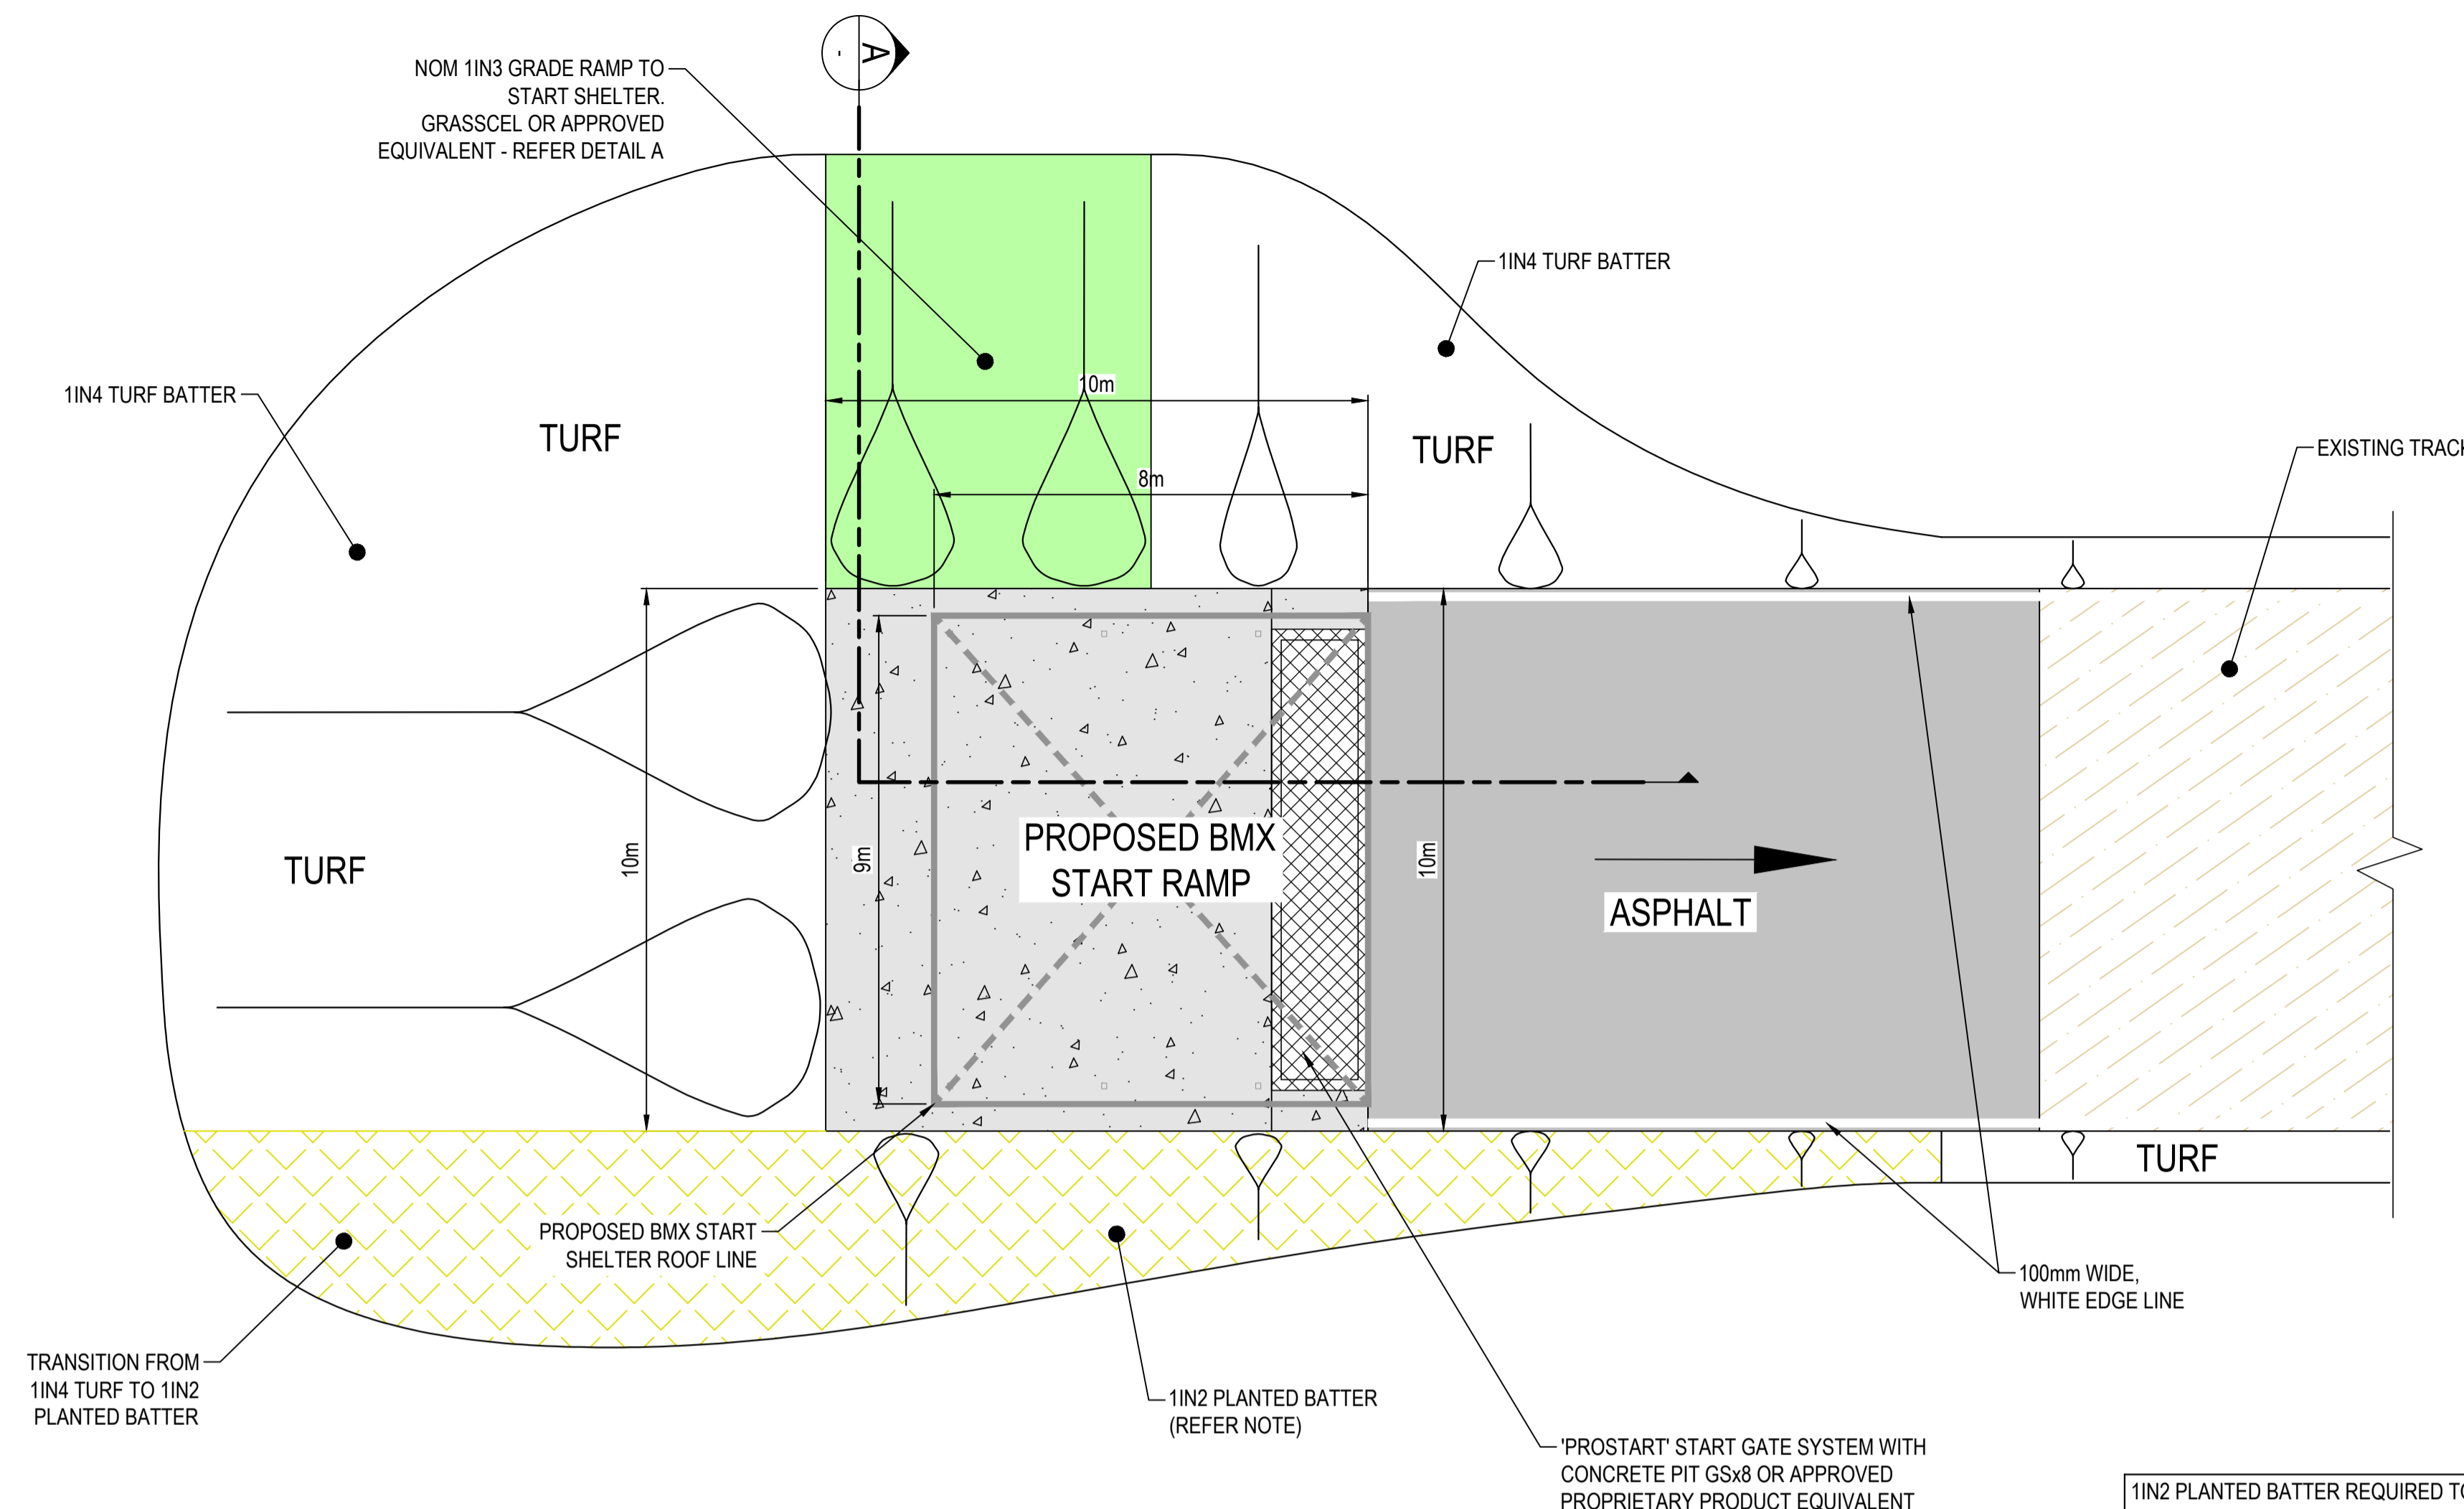 A
-
NOM 1IN3 GRADE RAMP TO
START SHELTER.
GRASSCEL OR APPROVED
EQUIVALENT - REFER DETAIL A
1IN4 TURF BATTER
1IN4 TURF BATTER
10m
TURF
TURF
EXISTING TRACK
8m
10m
9m
PROPOSED BMX
START RAMP
10m
TURF
ASPHALT
TURF
PROPOSED BMX START
SHELTER ROOF LINE
100mm WIDE,
WHITE EDGE LINE
TRANSITION FROM
1IN4 TURF TO 1IN2
PLANTED BATTER
1IN2 PLANTED BATTER
(REFER NOTE)
'PROSTART' START GATE SYSTEM WITH
CONCRETE PIT GSx8 OR APPROVED
PROPRIETARY PRODUCT EQUIVALENT
1IN2 PLANTED BATTER REQUIRED TO